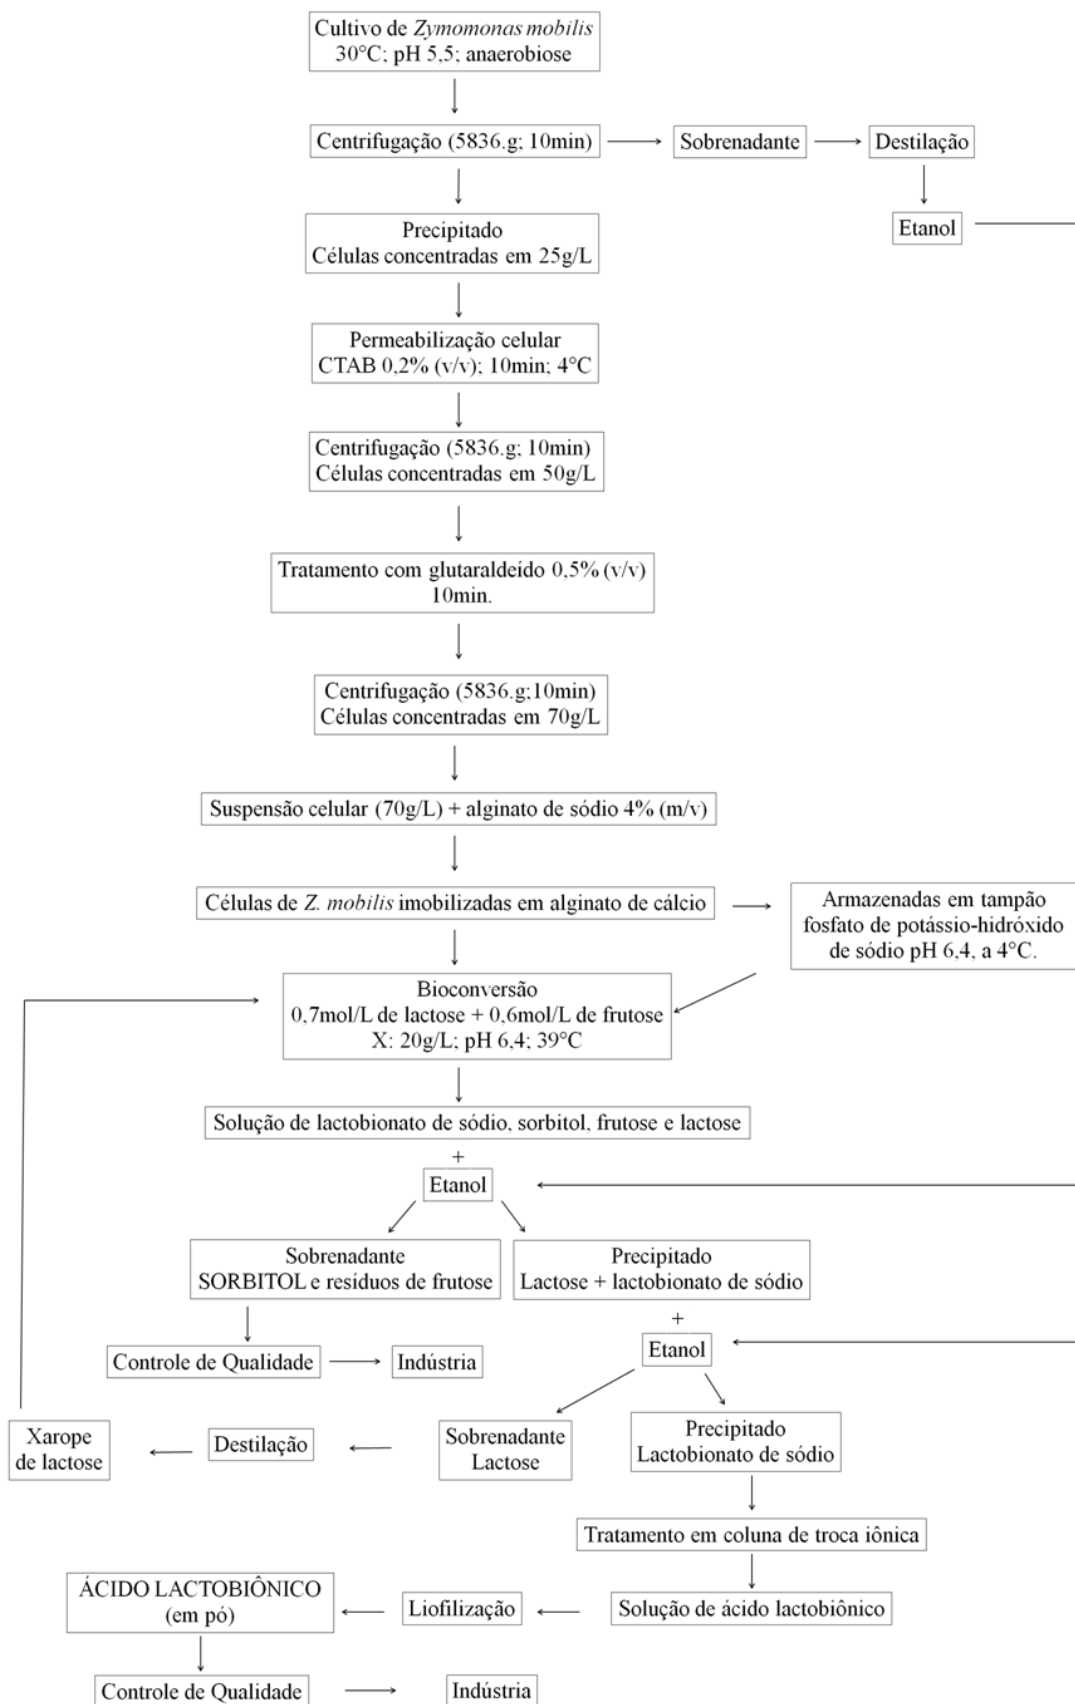 Cultivo de Zymomonas mobilis
30°C; pH 5,5; anaerobiose
Centrifugação (5836.g; 10min)
Sobrenadante
Destilação
Etanol
Precipitado
Células concentradas em 25g/L
Permeabilização celular
CTAB 0,2% (v/v); 10min; 4°C
Centrifugação (5836.g; 10min)
Células concentradas em 50g/L
Tratamento com glutaraldeído 0,5% (v/v)
10min.
Centrifugação (5836.g;10min)
Células concentradas em 70g/L
Suspensão celular (70g/L) + alginato de sódio 4% (m/v)
Células de Z. mobilis imobilizadas em alginato de cálcio
Armazenadas em tampão
fosfato de potássio-hidróxido
de sódio pH 6,4, a 4°C.
Bioconversão
0,7mol/L de lactose + 0,6mol/L de frutose
X: 20g/L; pH 6,4; 39°C
Solução de lactobionato de sódio, sorbitol, frutose e lactose
+
Etanol
Sobrenadante
SORBITOL e resíduos de frutose
Precipitado
Lactose + lactobionato de sódio
+
Etanol
Controle de Qualidade
Indústria
Xarope
de lactose
Destilação
Sobrenadante
Lactose
Precipitado
Lactobionato de sódio
Tratamento em coluna de troca iônica
ÁCIDO LACTOBIÔNICO
(em pó)
Liofilização
Solução de ácido lactobiônico
Controle de Qualidade
Indústria